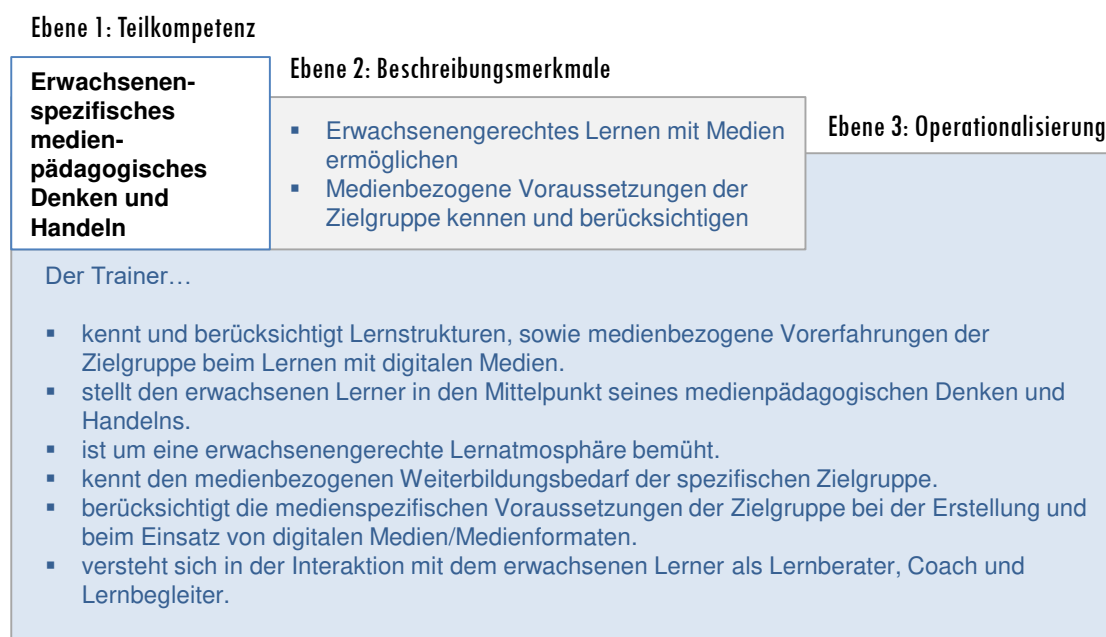 Ebene 1: Teilkompetenz
Erwachsenen-
spezifisches
medien-
pädagogisches
Denken und
Handeln
Ebene 2: Beschreibungsmerkmale
▪ Erwachsenengerechtes Lernen mit Medien
ermöglichen
▪ Medienbezogene Voraussetzungen der
Zielgruppe kennen und berücksichtigen
Ebene 3: Operationalisierung
Der Trainer…
▪ kennt und berücksichtigt Lernstrukturen, sowie medienbezogene Vorerfahrungen der
Zielgruppe beim Lernen mit digitalen Medien.
▪ stellt den erwachsenen Lerner in den Mittelpunkt seines medienpädagogischen Denken und
Handelns.
▪ ist um eine erwachsenengerechte Lernatmosphäre bemüht.
▪ kennt den medienbezogenen Weiterbildungsbedarf der spezifischen Zielgruppe.
▪ berücksichtigt die medienspezifischen Voraussetzungen der Zielgruppe bei der Erstellung und
beim Einsatz von digitalen Medien/Medienformaten.
▪ versteht sich in der Interaktion mit dem erwachsenen Lerner als Lernberater, Coach und
Lernbegleiter.